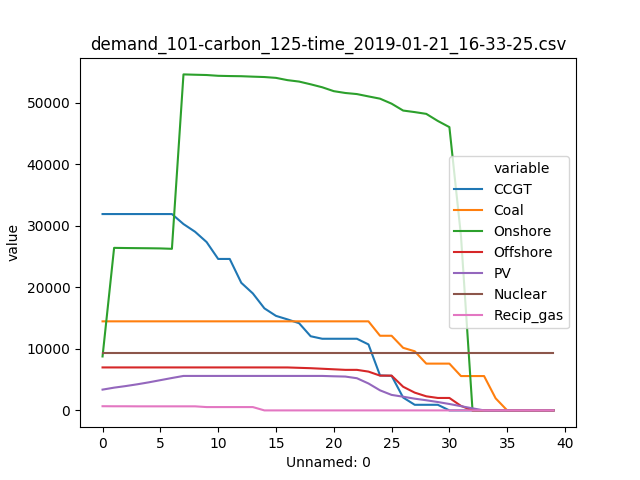 demand_101-carbon_125-time_2019-01-21_16-33-25.csv
value
50000
40000
30000
20000
10000
0
variable
CCGT
Coal
Onshore
Offshore
PV
Nuclear
Recip_gas
0 5 10 15 20 25 30 35 40
Unnamed: 0